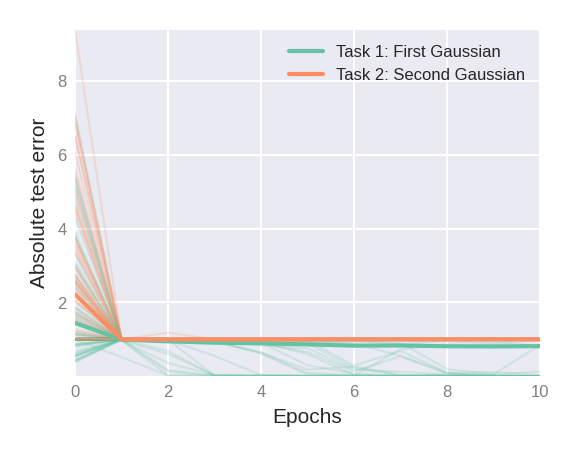 Task 1: First Gaussian
Task 2: Second Gaussian
Absolute test error
8
6
4
2
0 2 4 6 8 10
Epochs